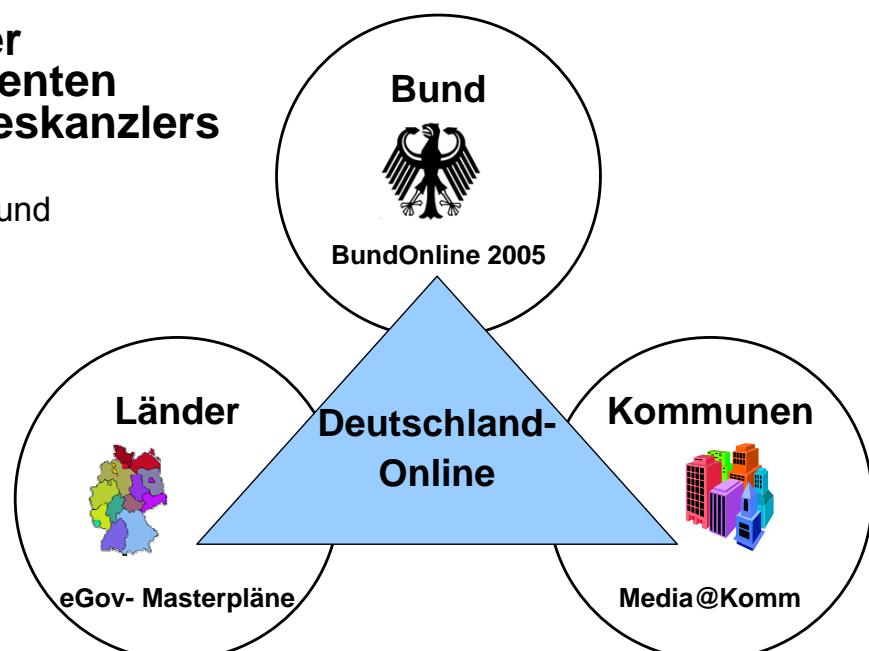 er
enten
eskanzlers
und
Bund
BundOnline 2005
Länder
eGov- Masterpläne
Deutschland-
Online
Kommunen
Media@Komm